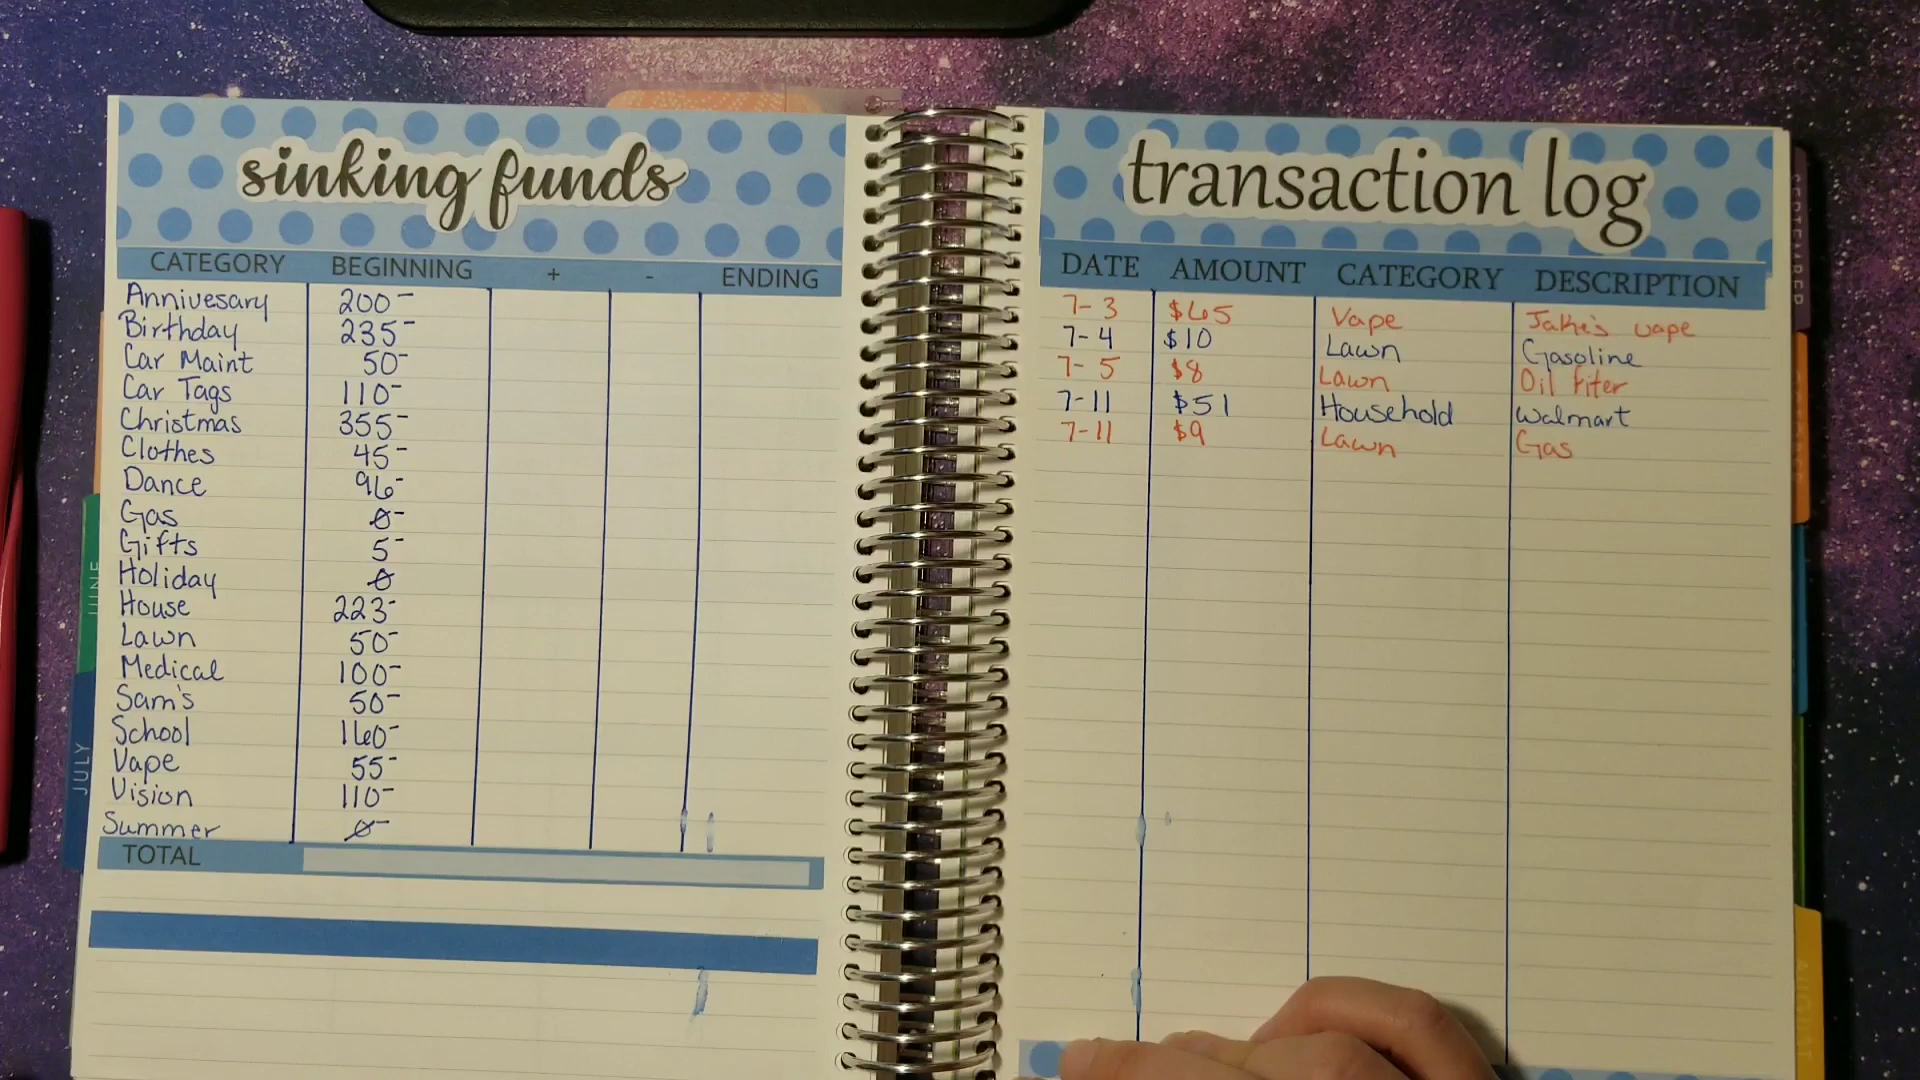 sinking funds
CATEGORY BEGINNING + - ENDING
Annivesary 200-
Birthday 235-
Car Maint 50-
Car Tags 110-
Christmas 355-
Clothes 45-
Dance 96-
Gas 0-
Gifts 5-
Holiday 0
House 223-
Lawn 50-
Medical 100-
Sam's 50-
School 160-
Vape 55-
Vision 110-
Summer 0-
TOTAL
transaction log
DATE AMOUNT CATEGORY DESCRIPTION
7-3 $65 Vape Jake's vape
7-4 $10 Lawn Gasoline
7-5 $8 Lawn Oil fiter
7-11 $51 Household Walmart
7-11 $9 Lawn Gas
JUNE
JULY
SEPTEMBER
AUGUST